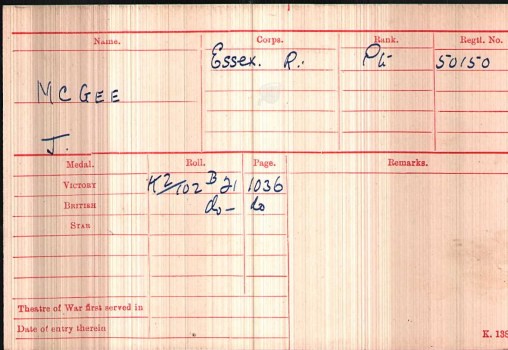 Name. Corps. Rank. Regtl. No.
Essex. R. Pte 50150
MCGEE
J.
Medal. Roll. Page. Remarks.
VICTORY K2/102 B21 1036
BRITISH do- do
STAR
Theatre of War first served in
Date of entry therein
K. 138